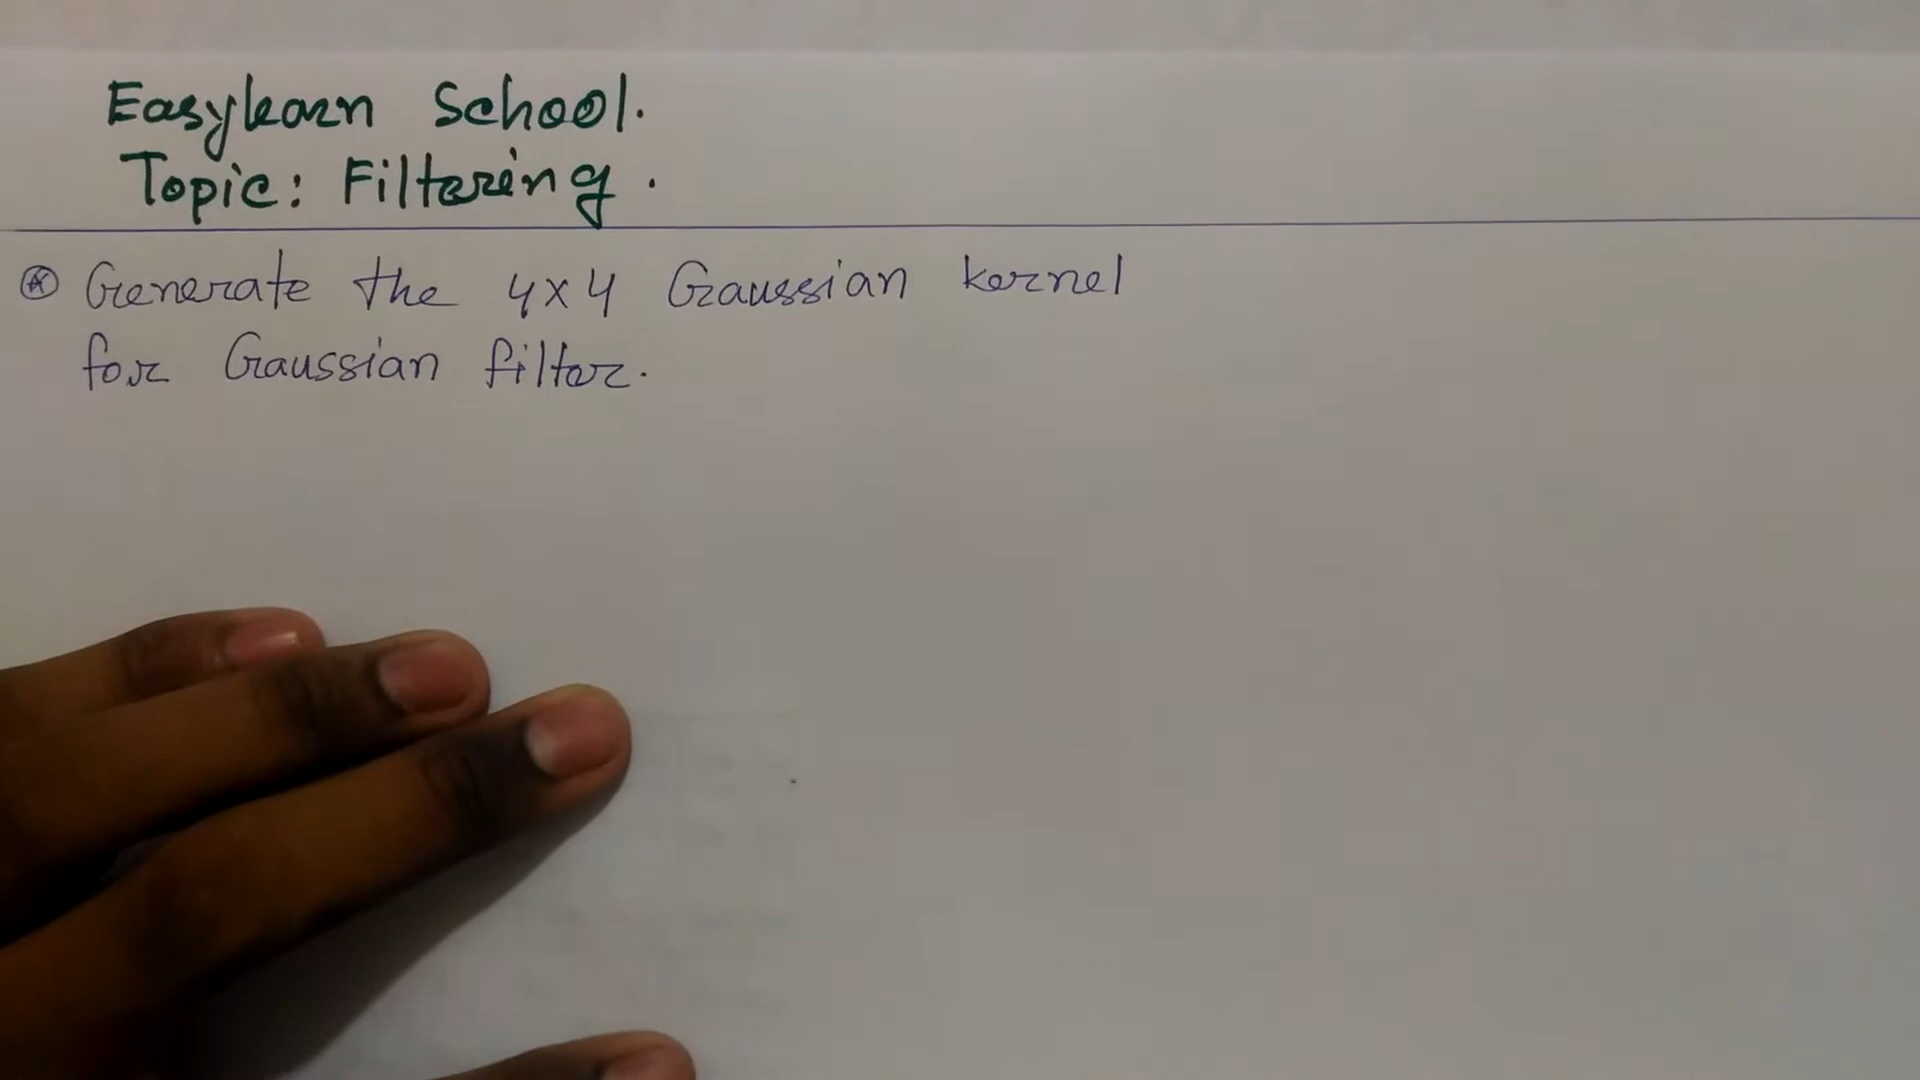 Easylearn School.
Topic: Filtering.
Generate the 4x4 Gaussian kernel
for Gaussian filter.